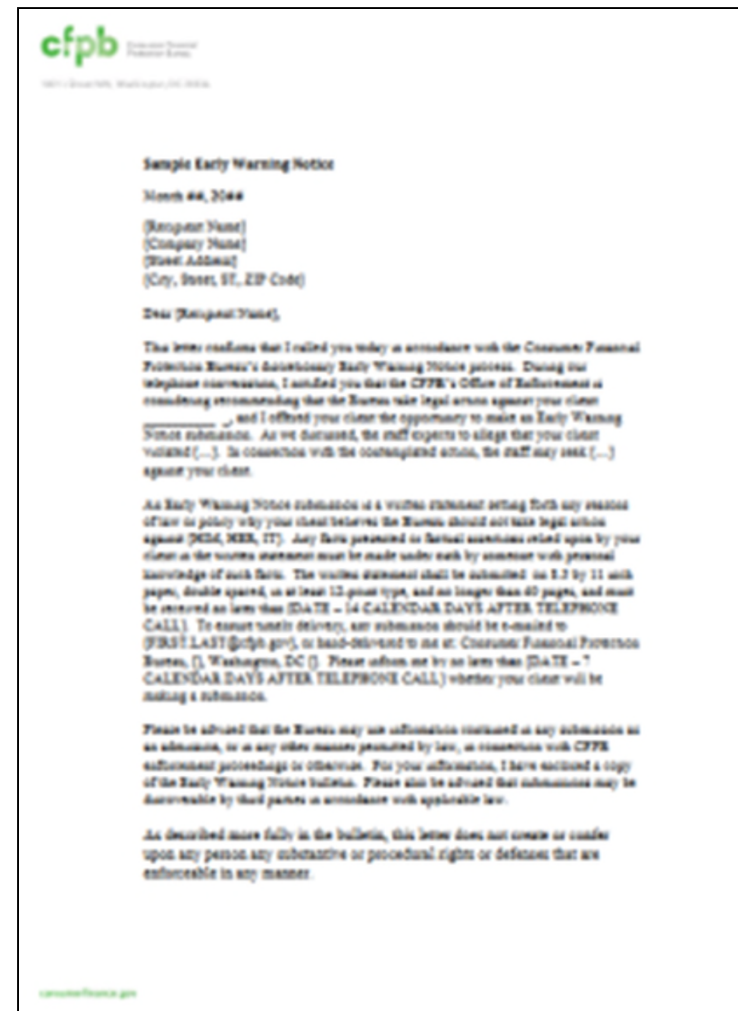 cfpb Consumer Financial
Protection Bureau
Washington, DC
Sample Early Warning Notice
Month ##, 20##
[Recipient Name]
[Company Name]
[Street Address]
(City, Street, ST, ZIP Code)
Dear [Recipient Name],
This letter confirms that I called you today in accordance with the Consumer Financial
Protection Bureau's discretionary Early Warning Notice process. During our
telephone conversation, I notified you that the CFPB's Office of Enforcement is
considering recommending that the Bureau take legal action against your client
__________ , and I offered your client the opportunity to make an Early Warning
Notice submission. As we discussed, the staff expects to allege that your client
violated (…). In connection with the contemplated action, the staff may seek (…)
against your client.
An Early Warning Notice submission is a written statement setting forth any reasons
of law or policy why your client believes the Bureau should not take legal action
against [HIM, HER, IT]. Any facts presented or factual assertions relied upon by your
client in the written statement must be made under oath by someone with personal
knowledge of such facts. The written statement shall be submitted on 8.5 by 11 inch
paper, double spaced, in at least 12-point type, and no longer than 40 pages, and must
be received no later than [DATE – 14 CALENDAR DAYS AFTER TELEPHONE
CALL]. To ensure timely delivery, any submission should be e-mailed to
[FIRST.LAST@cfpb.gov], or hand-delivered to me at: Consumer Financial Protection
Bureau, [], Washington, DC []. Please inform me by no later than [DATE – 7
CALENDAR DAYS AFTER TELEPHONE CALL] whether your client will be
making a submission.
Please be advised that the Bureau may use information contained in any submission as
an admission, or in any other manner permitted by law, in connection with CFPB
enforcement proceedings or otherwise. For your information, I have enclosed a copy
of the Early Warning Notice bulletin. Please also be advised that submissions may be
discoverable by third parties in accordance with applicable law.
As described more fully in the bulletin, this letter does not create or confer
upon any person any substantive or procedural rights or defenses that are
enforceable in any manner.
consumerfinance.gov